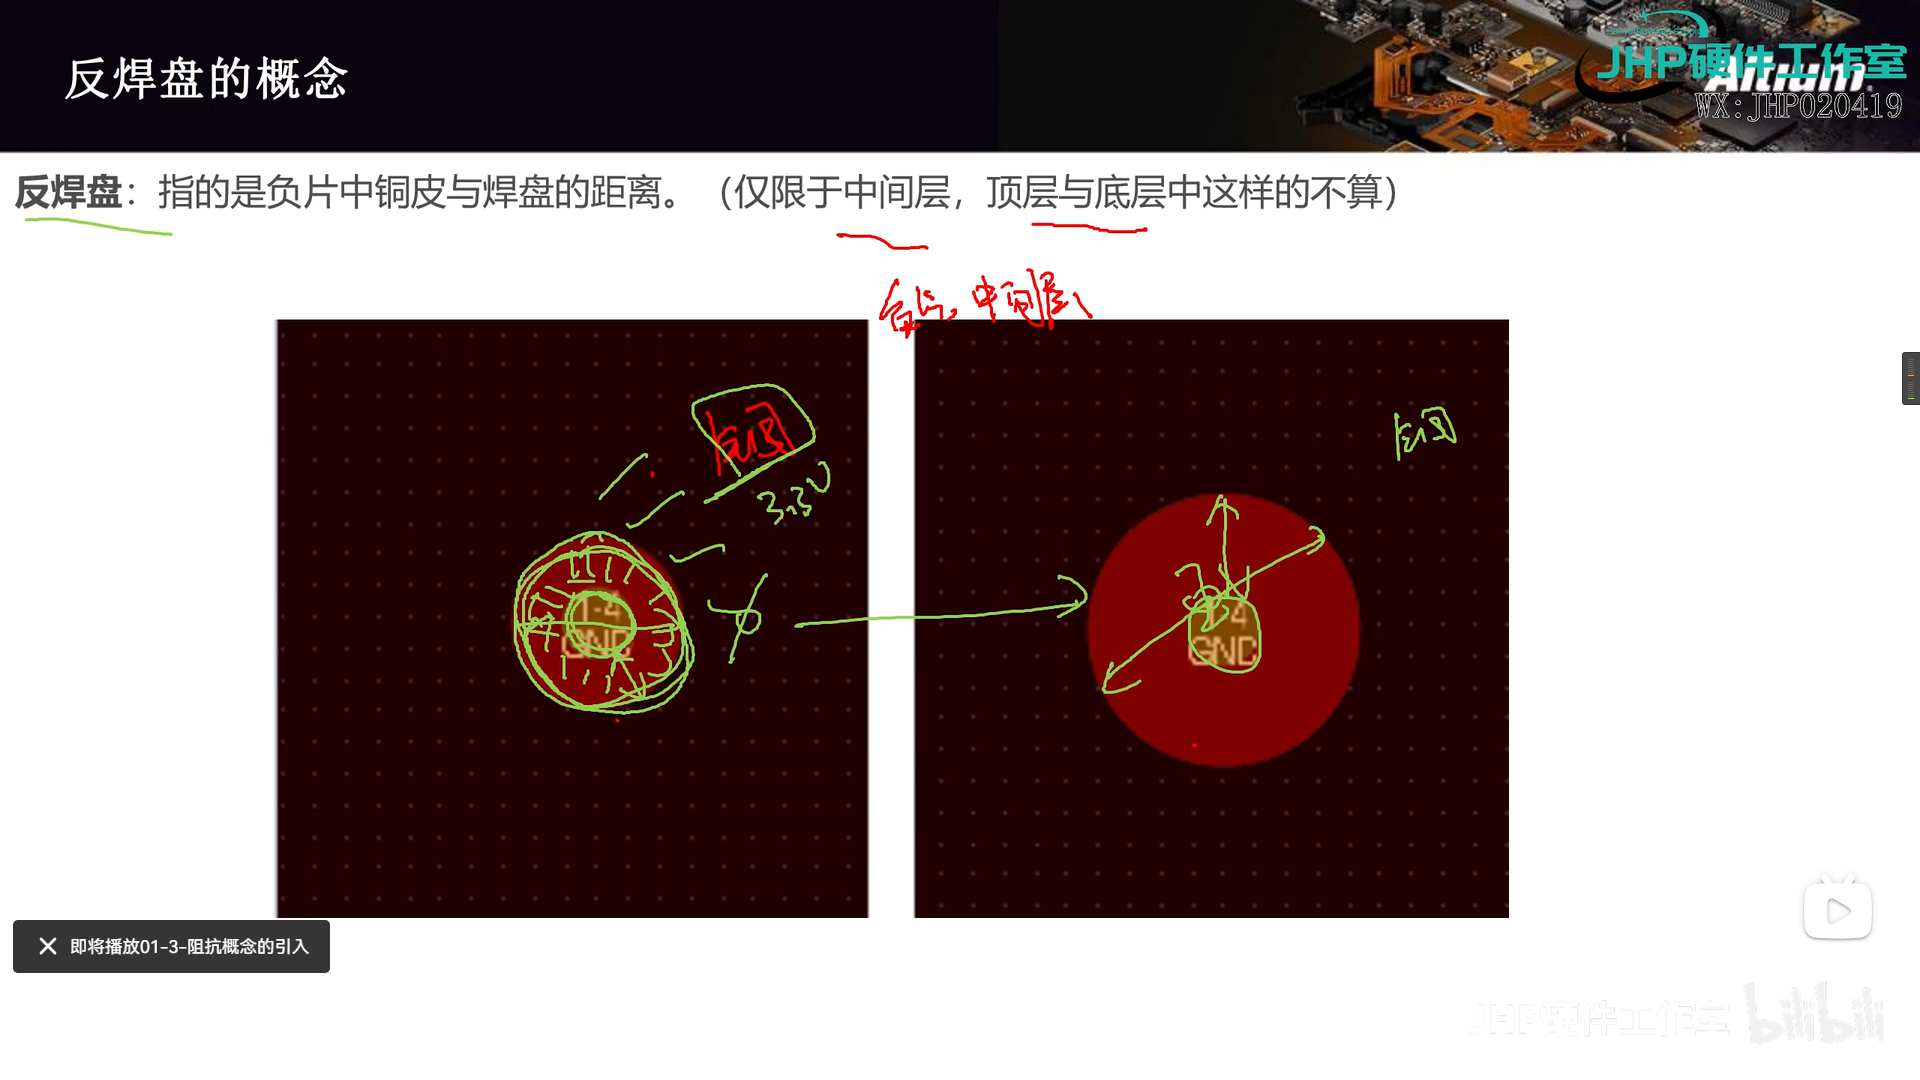 反焊盘的概念
JHP硬件工作室
Altium
WX:JHP020419
反焊盘：指的是负片中铜皮与焊盘的距离。（仅限于中间层，顶层与底层中这样的不算）
负片，中间层
3.3V
1-4
GND
1-4
GND
即将播放01-3-阻抗概念的引入
JHP硬件工作室
bilibili